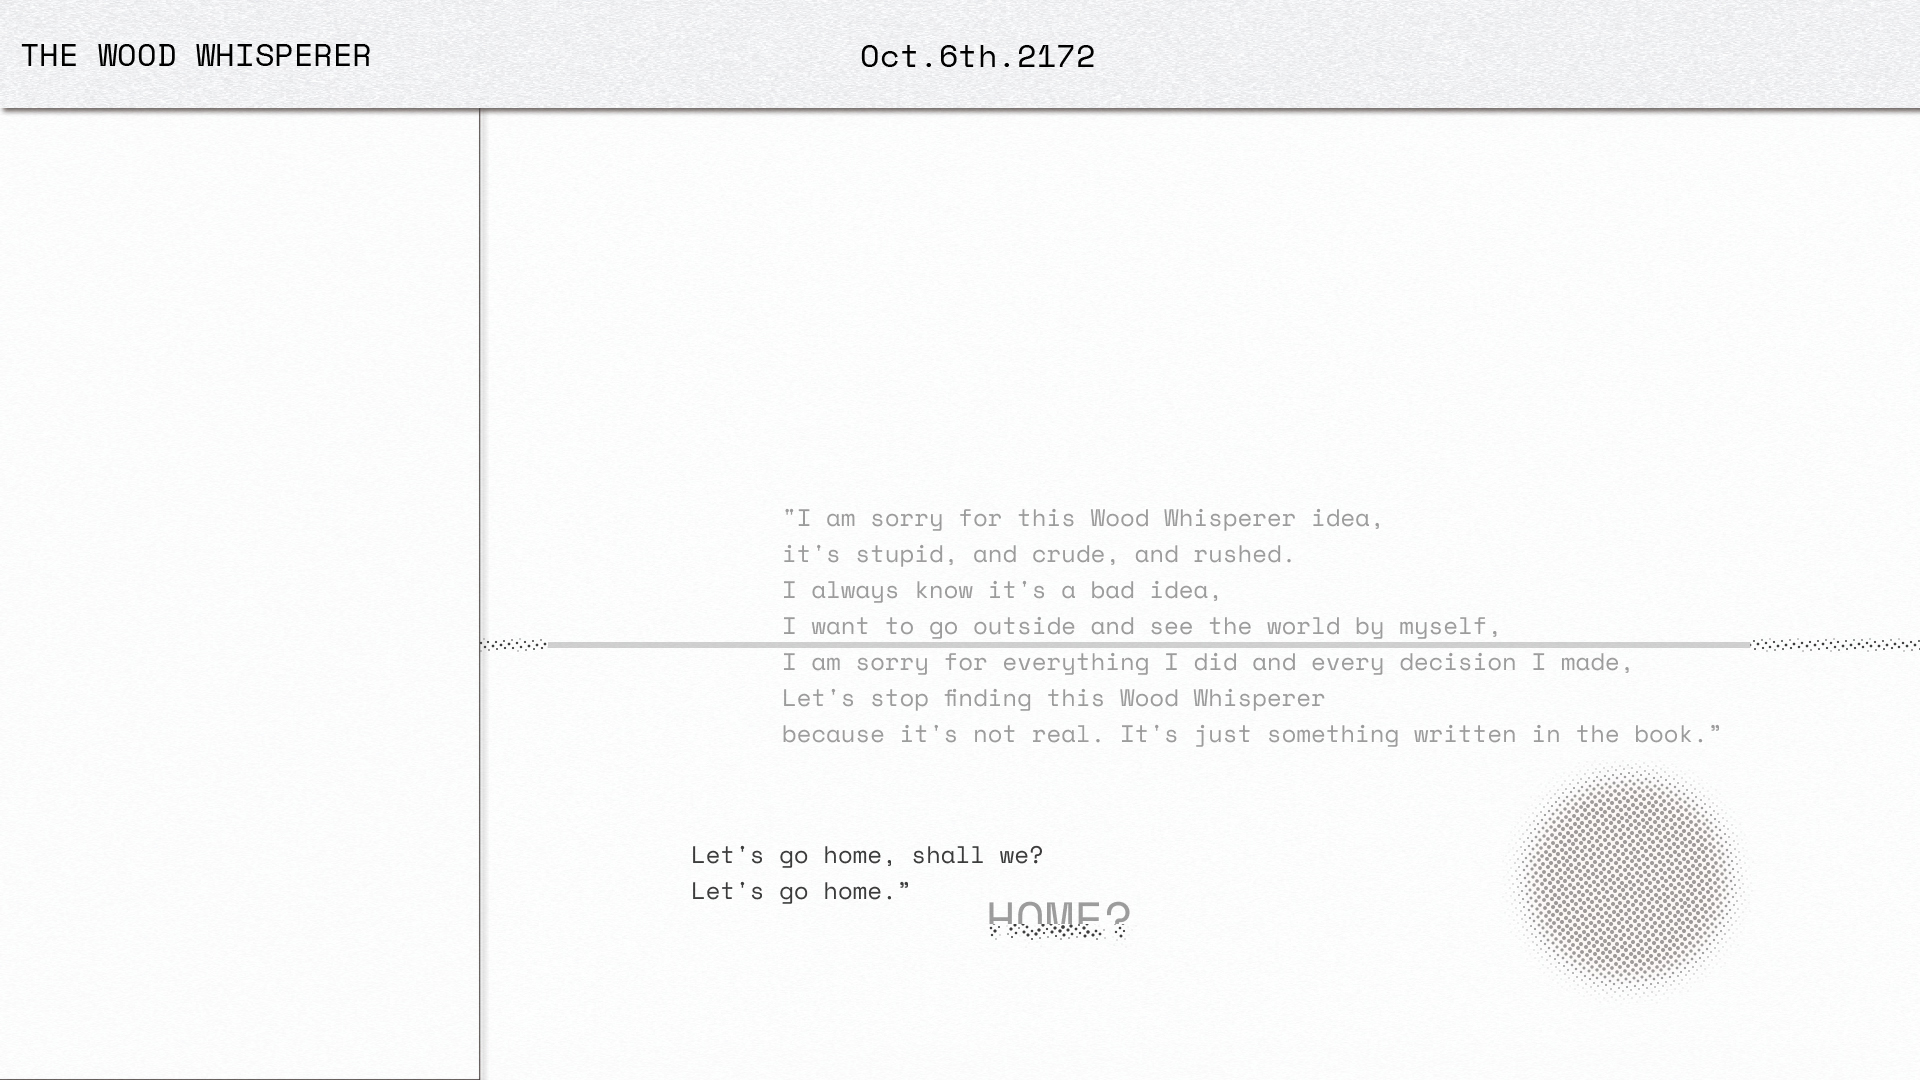 THE WOOD WHISPERER
Oct.6th.2172
"I am sorry for this Wood Whisperer idea,
it's stupid, and crude, and rushed.
I always know it's a bad idea,
I want to go outside and see the world by myself,
I am sorry for everything I did and every decision I made,
Let's stop finding this Wood Whisperer
because it's not real. It's just something written in the book.”
Let's go home, shall we?
Let's go home.”
HOME?